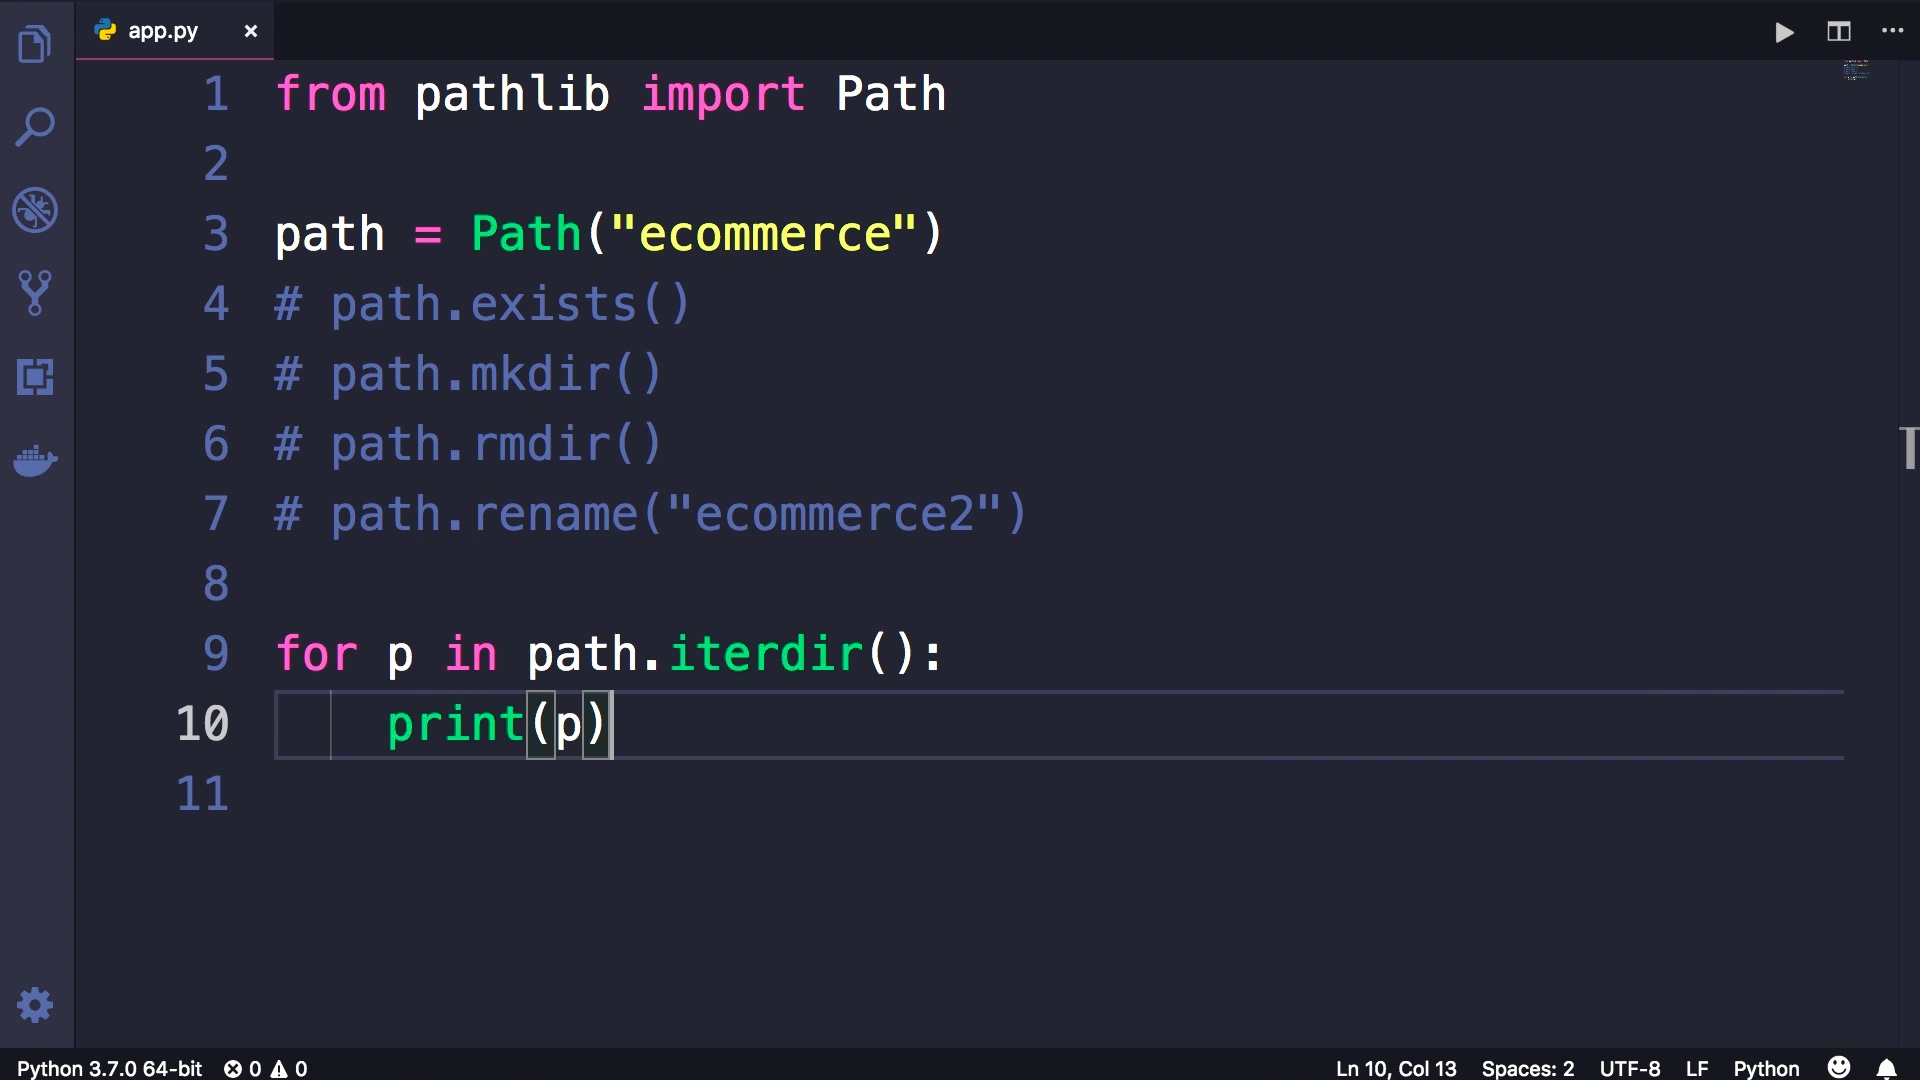 app.py ×
1 from pathlib import Path
2
3 path = Path("ecommerce")
4 # path.exists()
5 # path.mkdir()
6 # path.rmdir()
7 # path.rename("ecommerce2")
8
9 for p in path.iterdir():
10     print(p)
11
Python 3.7.0 64-bit 0 0 Ln 10, Col 13 Spaces: 2 UTF-8 LF Python